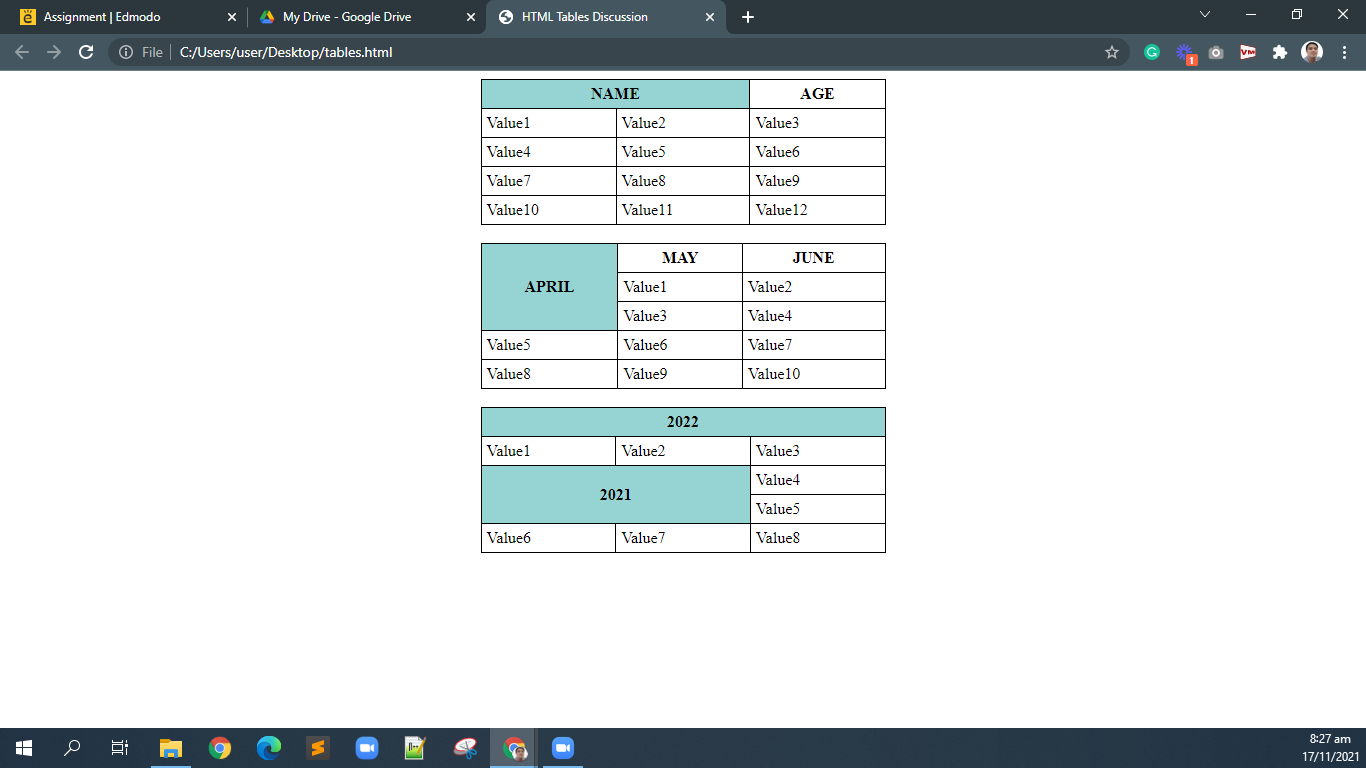 Assignment | Edmodo My Drive - Google Drive HTML Tables Discussion
File C:/Users/user/Desktop/tables.html
1 VM
NAME AGE
Value1 Value2 Value3
Value4 Value5 Value6
Value7 Value8 Value9
Value10 Value11 Value12
MAY JUNE
APRIL Value1 Value2
Value3 Value4
Value5 Value6 Value7
Value8 Value9 Value10
2022
Value1 Value2 Value3
Value4
2021
Value5
Value6 Value7 Value8
8:27 am
17/11/2021